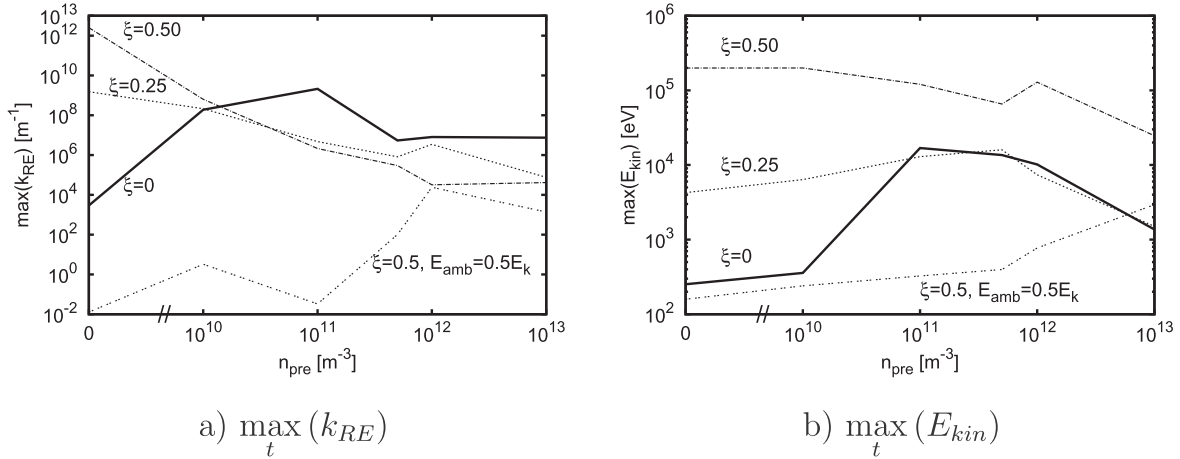 10^13
10^12
10^10
10^8
10^6
10^4
10^2
10^0
10^-2
max(k_RE) [m^-1]
ξ=0.50
ξ=0.25
ξ=0
ξ=0.5, E_amb=0.5E_k
0 // 10^10 10^11 10^12 10^13
n_pre [m^-3]
a) max_t (k_RE)
10^6
10^5
10^4
10^3
10^2
max(E_kin) [eV]
ξ=0.50
ξ=0.25
ξ=0
ξ=0.5, E_amb=0.5E_k
0 // 10^10 10^11 10^12 10^13
n_pre [m^-3]
b) max_t (E_kin)